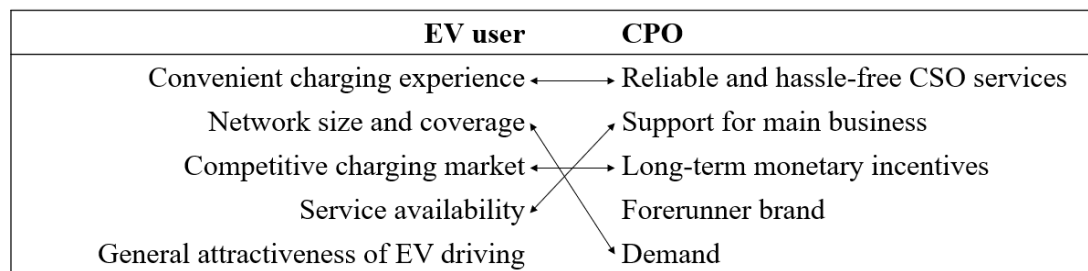 EV user CPO
Convenient charging experience Reliable and hassle-free CSO services
Network size and coverage Support for main business
Competitive charging market Long-term monetary incentives
Service availability Forerunner brand
General attractiveness of EV driving Demand